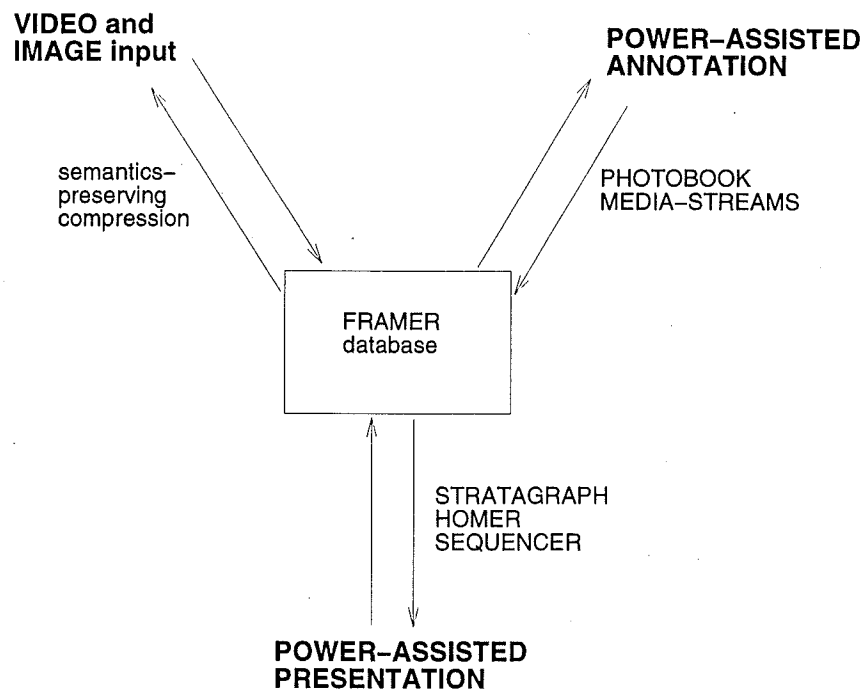 VIDEO and
IMAGE input
POWER–ASSISTED
ANNOTATION
semantics–
preserving
compression
PHOTOBOOK
MEDIA–STREAMS
FRAMER
database
STRATAGRAPH
HOMER
SEQUENCER
POWER–ASSISTED
PRESENTATION